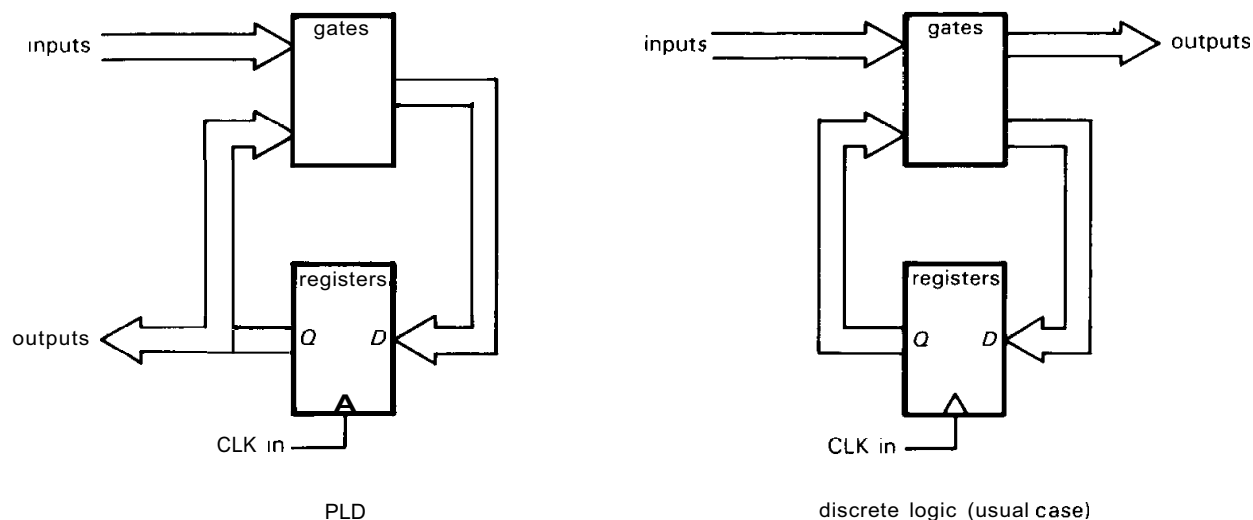 inputs
gates
outputs
registers
Q D
CLK in
PLD
inputs
gates
outputs
registers
Q D
CLK in
discrete logic (usual case)